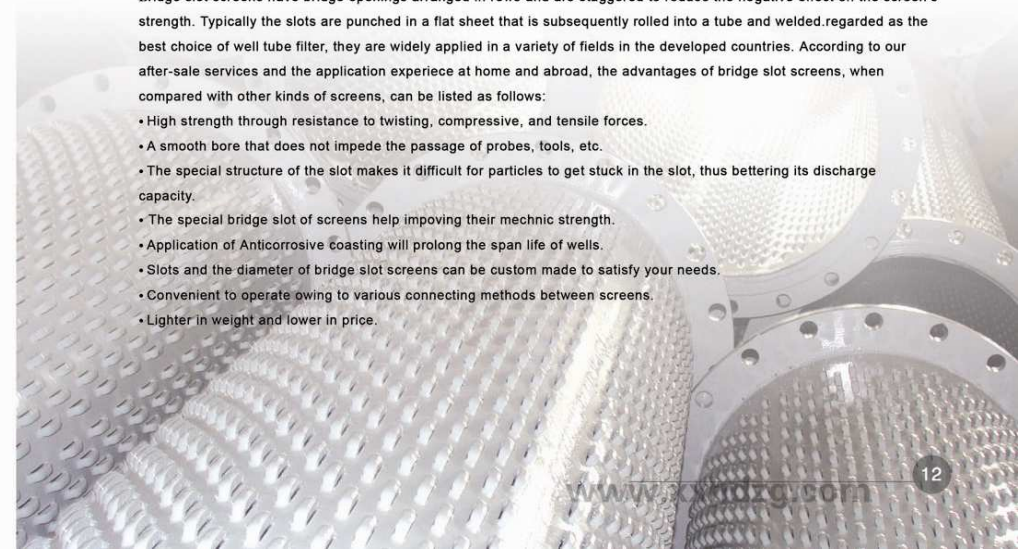 strength. Typically the slots are punched in a flat sheet that is subsequently rolled into a tube and welded.regarded as the
best choice of well tube filter, they are widely applied in a variety of fields in the developed countries. According to our
after-sale services and the application experiece at home and abroad, the advantages of bridge slot screens, when
compared with other kinds of screens, can be listed as follows:
• High strength through resistance to twisting, compressive, and tensile forces.
• A smooth bore that does not impede the passage of probes, tools, etc.
• The special structure of the slot makes it difficult for particles to get stuck in the slot, thus bettering its discharge
capacity.
• The special bridge slot of screens help impoving their mechnic strength.
• Application of Anticorrosive coasting will prolong the span life of wells.
• Slots and the diameter of bridge slot screens can be custom made to satisfy your needs.
• Convenient to operate owing to various connecting methods between screens.
• Lighter in weight and lower in price.
12